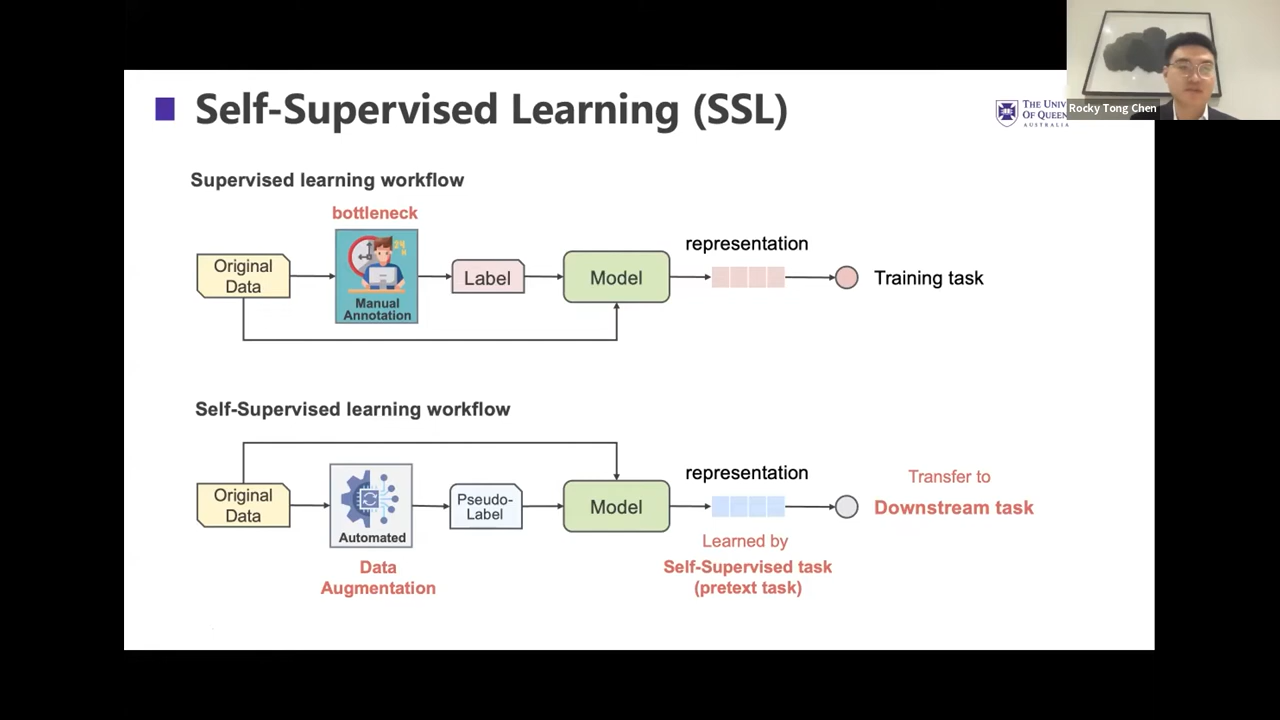 Self-Supervised Learning (SSL)
THE
OF
AUSTRALIA
Rocky Tong Chen
Supervised learning workflow
bottleneck
Original
Data
Manual
Annotation
Label
Model
representation
Training task
Self-Supervised learning workflow
Original
Data
Automated
Data
Augmentation
Pseudo-
Label
Model
representation
Learned by
Self-Supervised task
(pretext task)
Transfer to
Downstream task